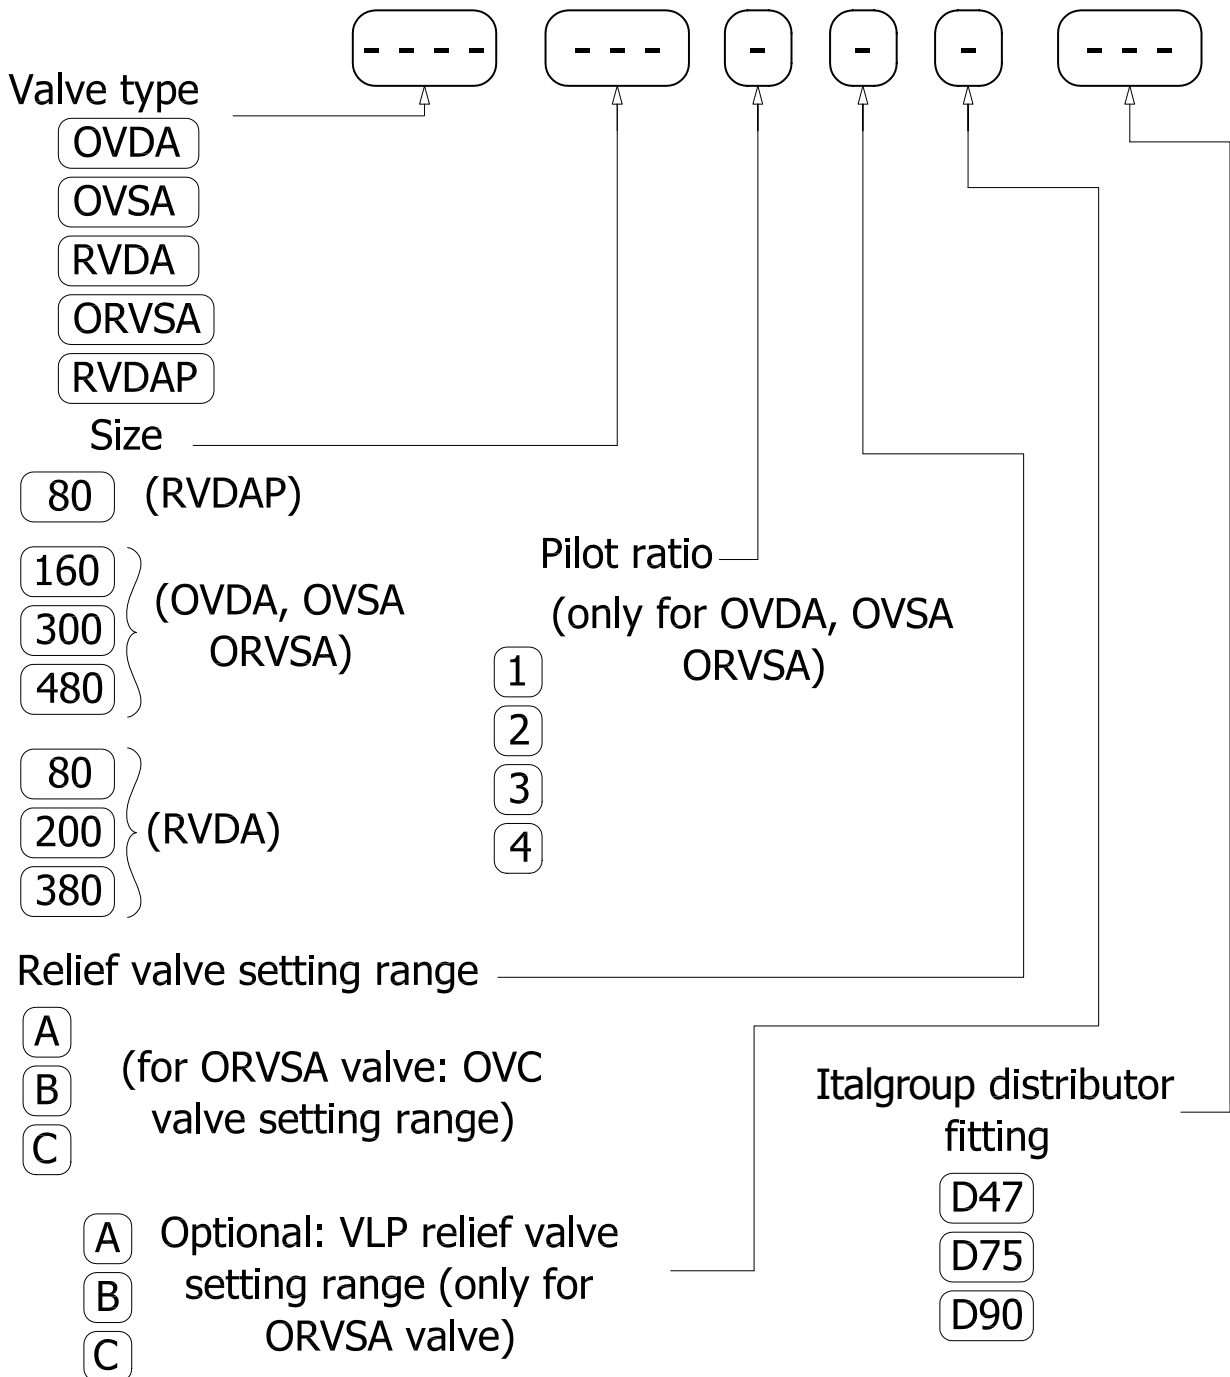 - - - -   - - -   -   -   -   - - -
Valve type
OVDA
OVSA
RVDA
ORVSA
RVDAP
Size
80 (RVDAP)
160
300
480
(OVDA, OVSA
ORVSA)
80
200
380
(RVDA)
Pilot ratio
(only for OVDA, OVSA
ORVSA)
1
2
3
4
Relief valve setting range
A
B
C
(for ORVSA valve: OVC
valve setting range)
A
B
C
Optional: VLP relief valve
setting range (only for
ORVSA valve)
Italgroup distributor
fitting
D47
D75
D90